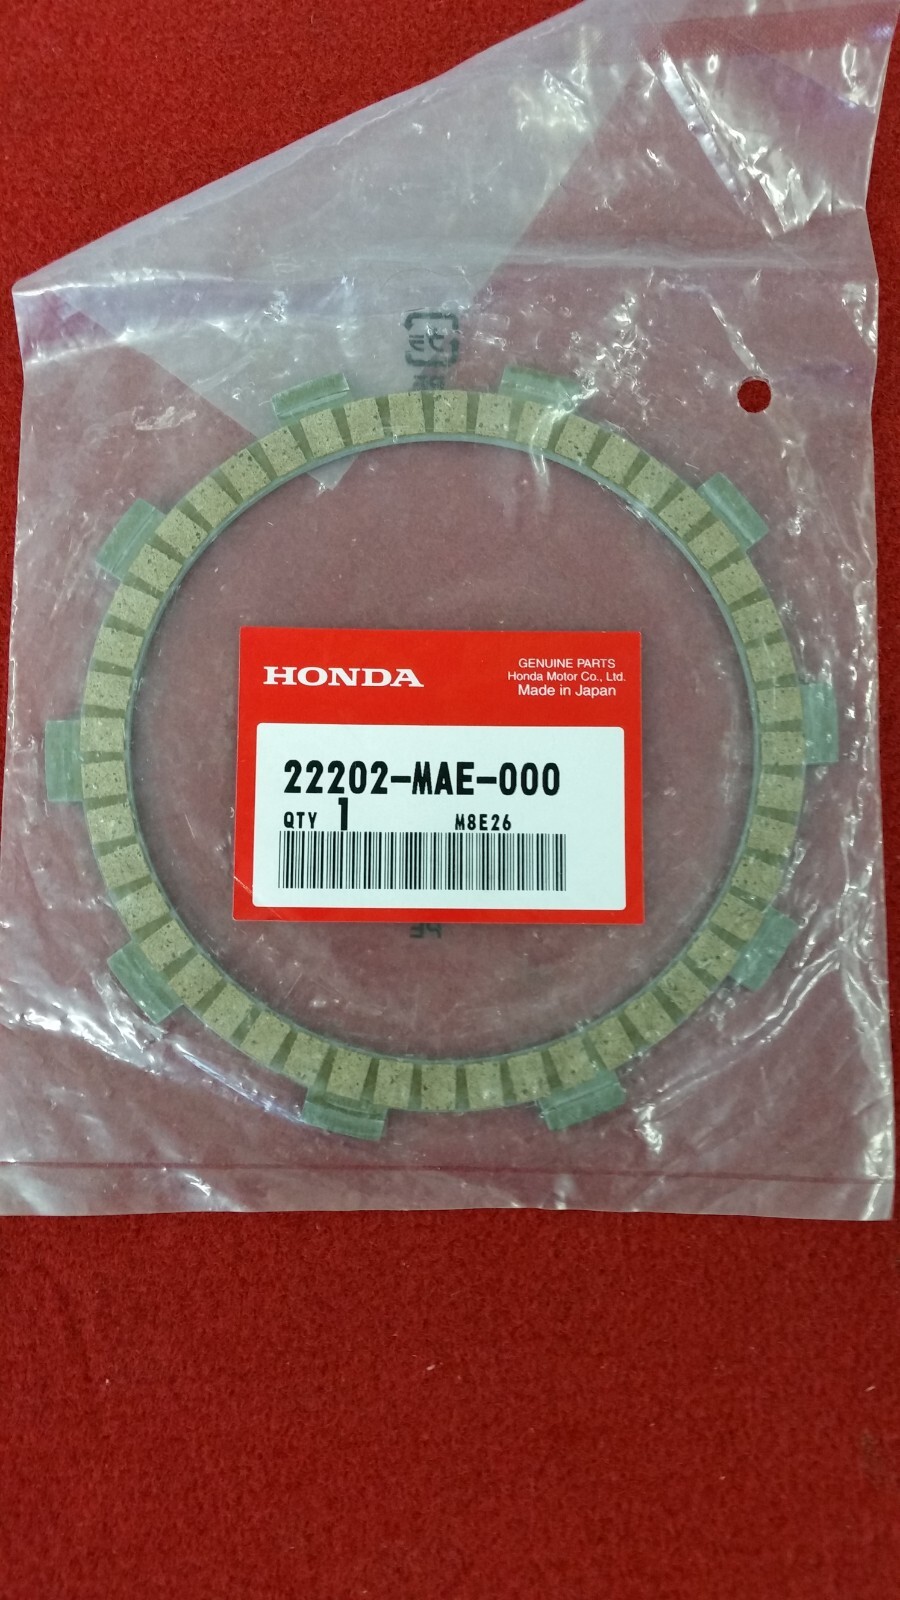 HONDA
GENUINE PARTS
Honda Motor Co., Ltd.
Made in Japan
22202-MAE-000
QTY 1 M8E26